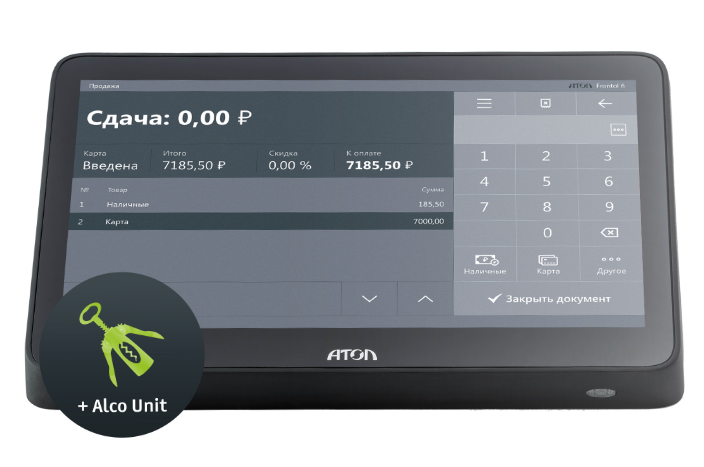 Продажа
ATOL Frontol 6
Сдача: 0,00 ₽
Карта Итого Скидка К оплате
Введена 7185,50 ₽ 0,00 % 7185,50 ₽
№ Товар Сумма
1 Наличные 185,50
2 Карта 7000,00
1 2 3
4 5 6
7 8 9
0
Наличные Карта Другое
Закрыть документ
ATOL
+ Alco Unit